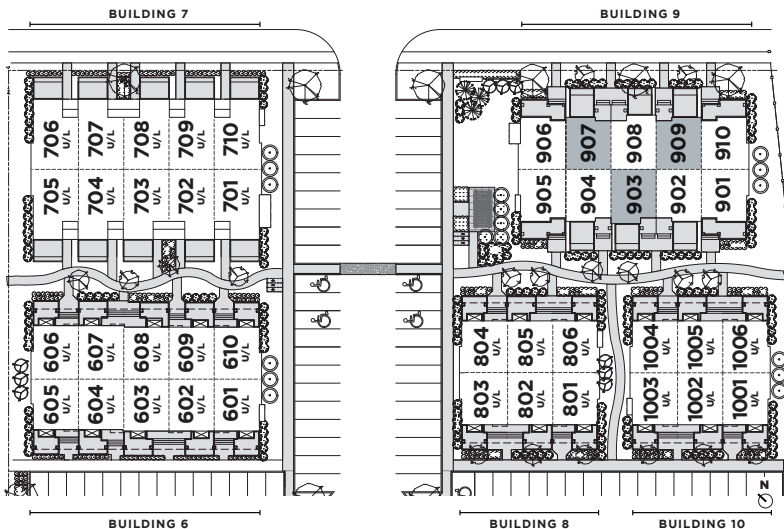 BUILDING 7
BUILDING 9
706 U/L
707 U/L
708 U/L
709 U/L
710 U/L
705 U/L
704 U/L
703 U/L
702 U/L
701 U/L
906
907
908
909
910
905
904
903
902
901
606 U/L
607 U/L
608 U/L
609 U/L
610 U/L
605 U/L
604 U/L
603 U/L
602 U/L
601 U/L
804 U/L
805 U/L
806 U/L
803 U/L
802 U/L
801 U/L
1004 U/L
1005 U/L
1006 U/L
1003 U/L
1002 U/L
1001 U/L
N
BUILDING 6
BUILDING 8
BUILDING 10